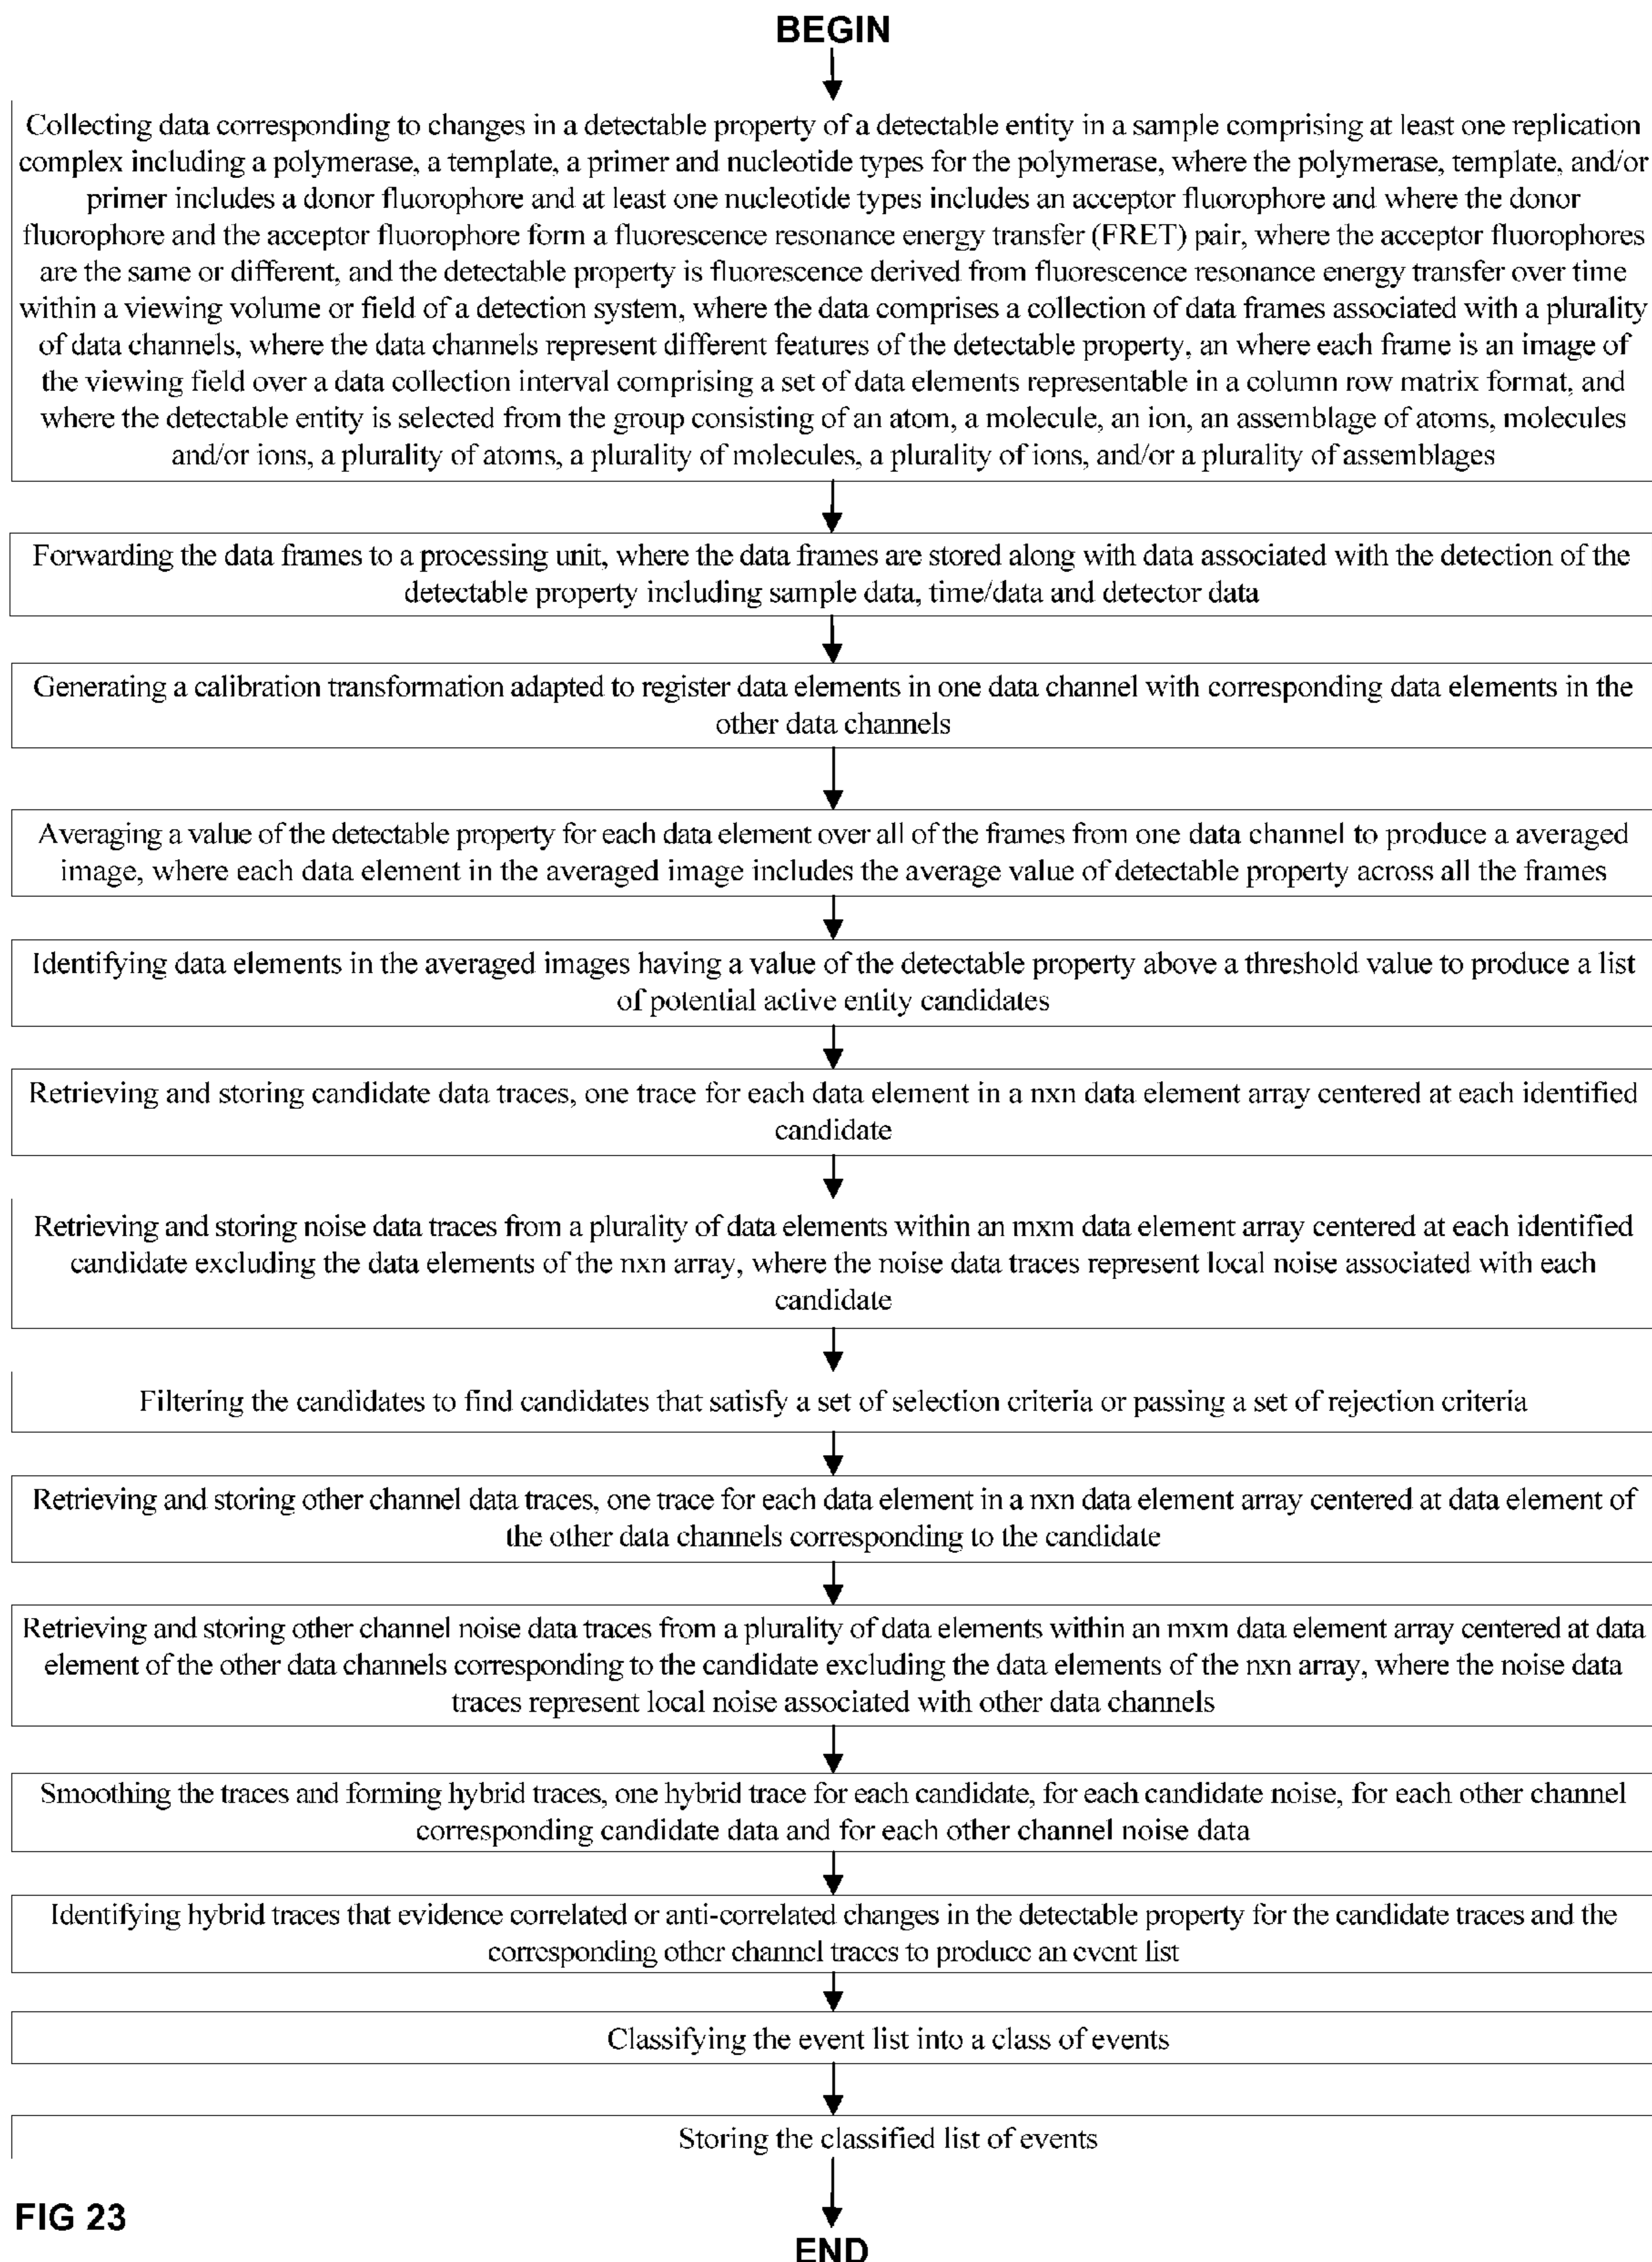 BEGIN
Collecting data corresponding to changes in a detectable property of a detectable entity in a sample comprising at least one replication
complex including a polymerase, a template, a primer and nucleotide types for the polymerase, where the polymerase, template, and/or
primer includes a donor fluorophore and at least one nucleotide types includes an acceptor fluorophore and where the donor
fluorophore and the acceptor fluorophore form a fluorescence resonance energy transfer (FRET) pair, where the acceptor fluorophores
are the same or different, and the detectable property is fluorescence derived from fluorescence resonance energy transfer over time
within a viewing volume or field of a detection system, where the data comprises a collection of data frames associated with a plurality
of data channels, where the data channels represent different features of the detectable property, an where each frame is an image of
the viewing field over a data collection interval comprising a set of data elements representable in a column row matrix format, and
where the detectable entity is selected from the group consisting of an atom, a molecule, an ion, an assemblage of atoms, molecules
and/or ions, a plurality of atoms, a plurality of molecules, a plurality of ions, and/or a plurality of assemblages
Forwarding the data frames to a processing unit, where the data frames are stored along with data associated with the detection of the
detectable property including sample data, time/data and detector data
Generating a calibration transformation adapted to register data elements in one data channel with corresponding data elements in the
other data channels
Averaging a value of the detectable property for each data element over all of the frames from one data channel to produce a averaged
image, where each data element in the averaged image includes the average value of detectable property across all the frames
Identifying data elements in the averaged images having a value of the detectable property above a threshold value to produce a list
of potential active entity candidates
Retrieving and storing candidate data traces, one trace for each data element in a nxn data element array centered at each identified
candidate
Retrieving and storing noise data traces from a plurality of data elements within an mxm data element array centered at each identified
candidate excluding the data elements of the nxn array, where the noise data traces represent local noise associated with each
candidate
Filtering the candidates to find candidates that satisfy a set of selection criteria or passing a set of rejection criteria
Retrieving and storing other channel data traces, one trace for each data element in a nxn data element array centered at data element of
the other data channels corresponding to the candidate
Retrieving and storing other channel noise data traces from a plurality of data elements within an mxm data element array centered at data
element of the other data channels corresponding to the candidate excluding the data elements of the nxn array, where the noise data
traces represent local noise associated with other data channels
Smoothing the traces and forming hybrid traces, one hybrid trace for each candidate, for each candidate noise, for each other channel
corresponding candidate data and for each other channel noise data
Identifying hybrid traces that evidence correlated or anti-correlated changes in the detectable property for the candidate traces and the
corresponding other channel traces to produce an event list
Classifying the event list into a class of events
Storing the classified list of events
FIG 23
END